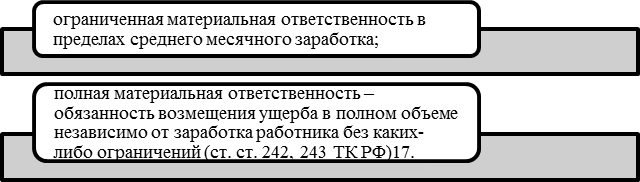 ограниченная материальная ответственность в
пределах среднего месячного заработка;
полная материальная ответственность –
обязанность возмещения ущерба в полном объеме
независимо от заработка работника без каких-
либо ограничений (ст. ст. 242, 243 ТК РФ)17.